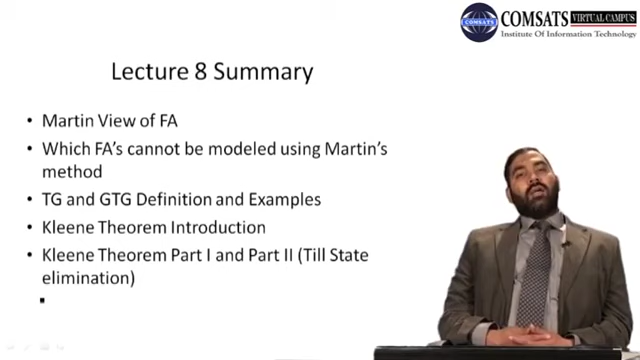 COMSATS VIRTUAL CAMPUS
Institute Of Information Technology
Lecture 8 Summary
• Martin View of FA
• Which FA's cannot be modeled using Martin's
method
• TG and GTG Definition and Examples
• Kleene Theorem Introduction
• Kleene Theorem Part I and Part II (Till State
elimination)